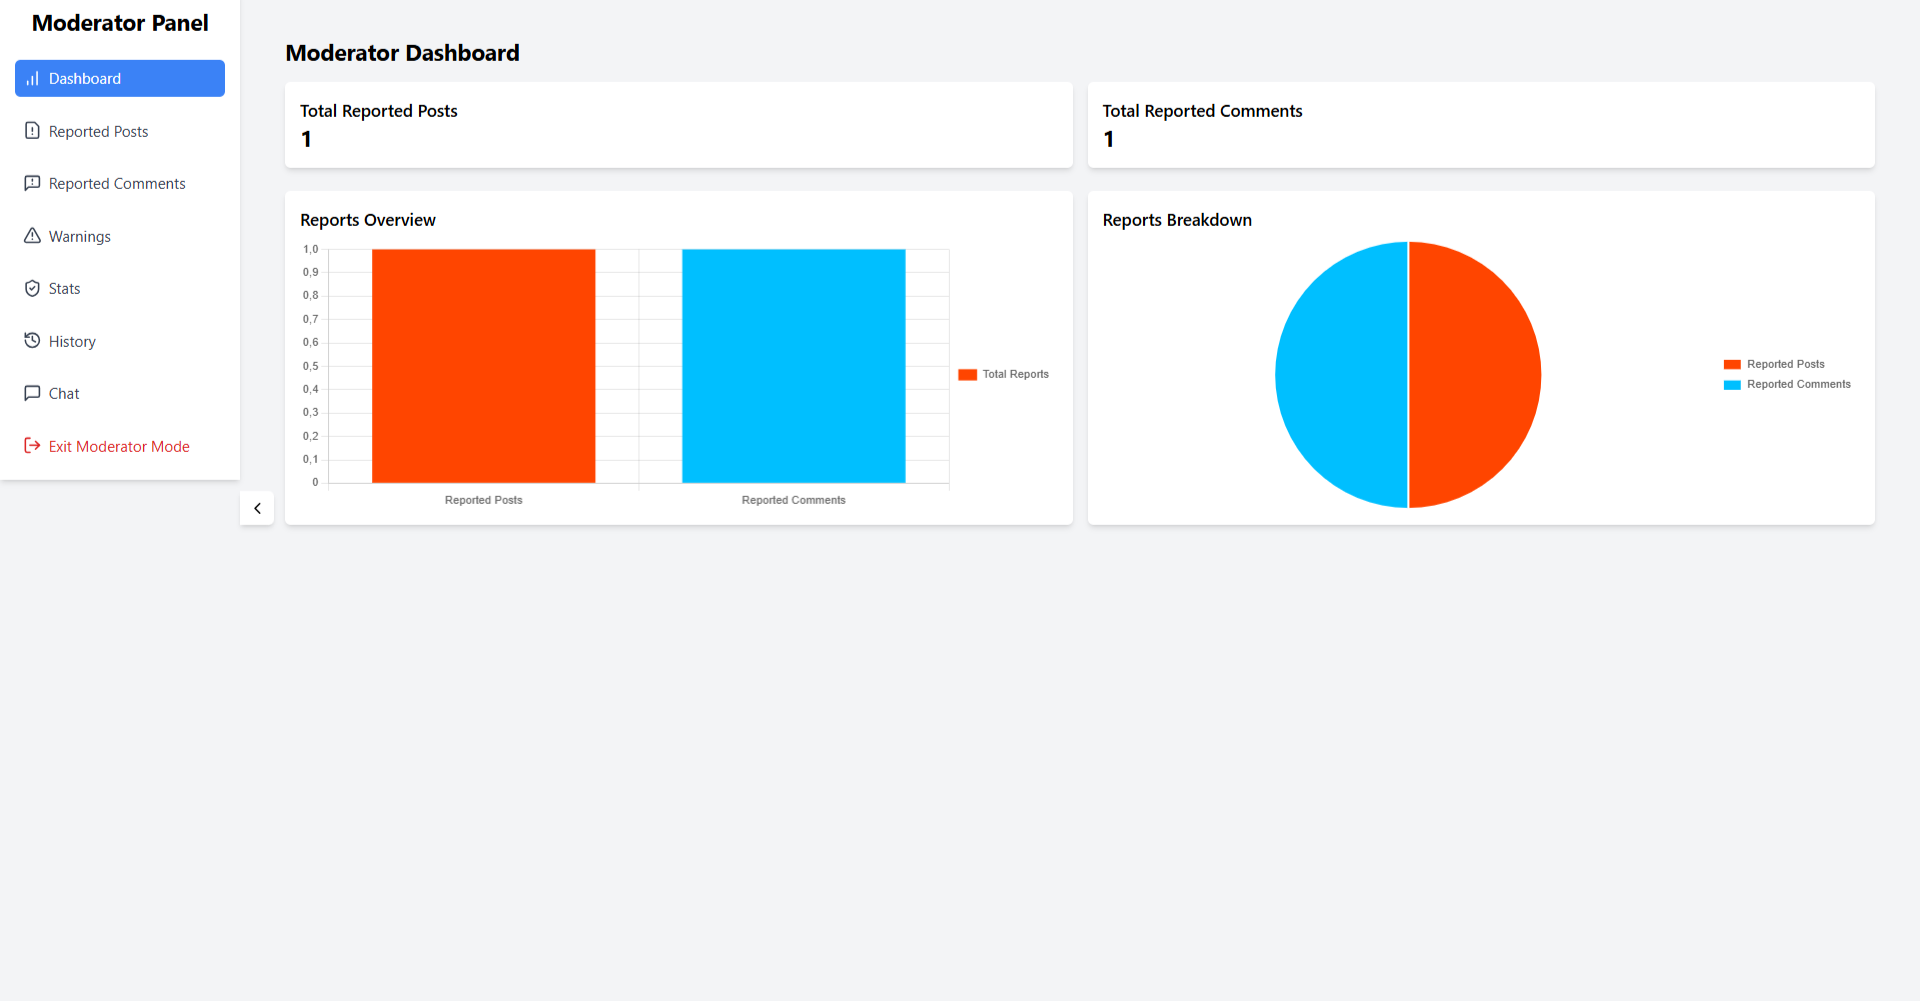 Moderator Panel
Dashboard
Reported Posts
Reported Comments
Warnings
Stats
History
Chat
Exit Moderator Mode
Moderator Dashboard
Total Reported Posts
1
Total Reported Comments
1
Reports Overview
1,0
0,9
0,8
0,7
0,6
0,5
0,4
0,3
0,2
0,1
0
Reported Posts
Reported Comments
Total Reports
Reports Breakdown
Reported Posts
Reported Comments